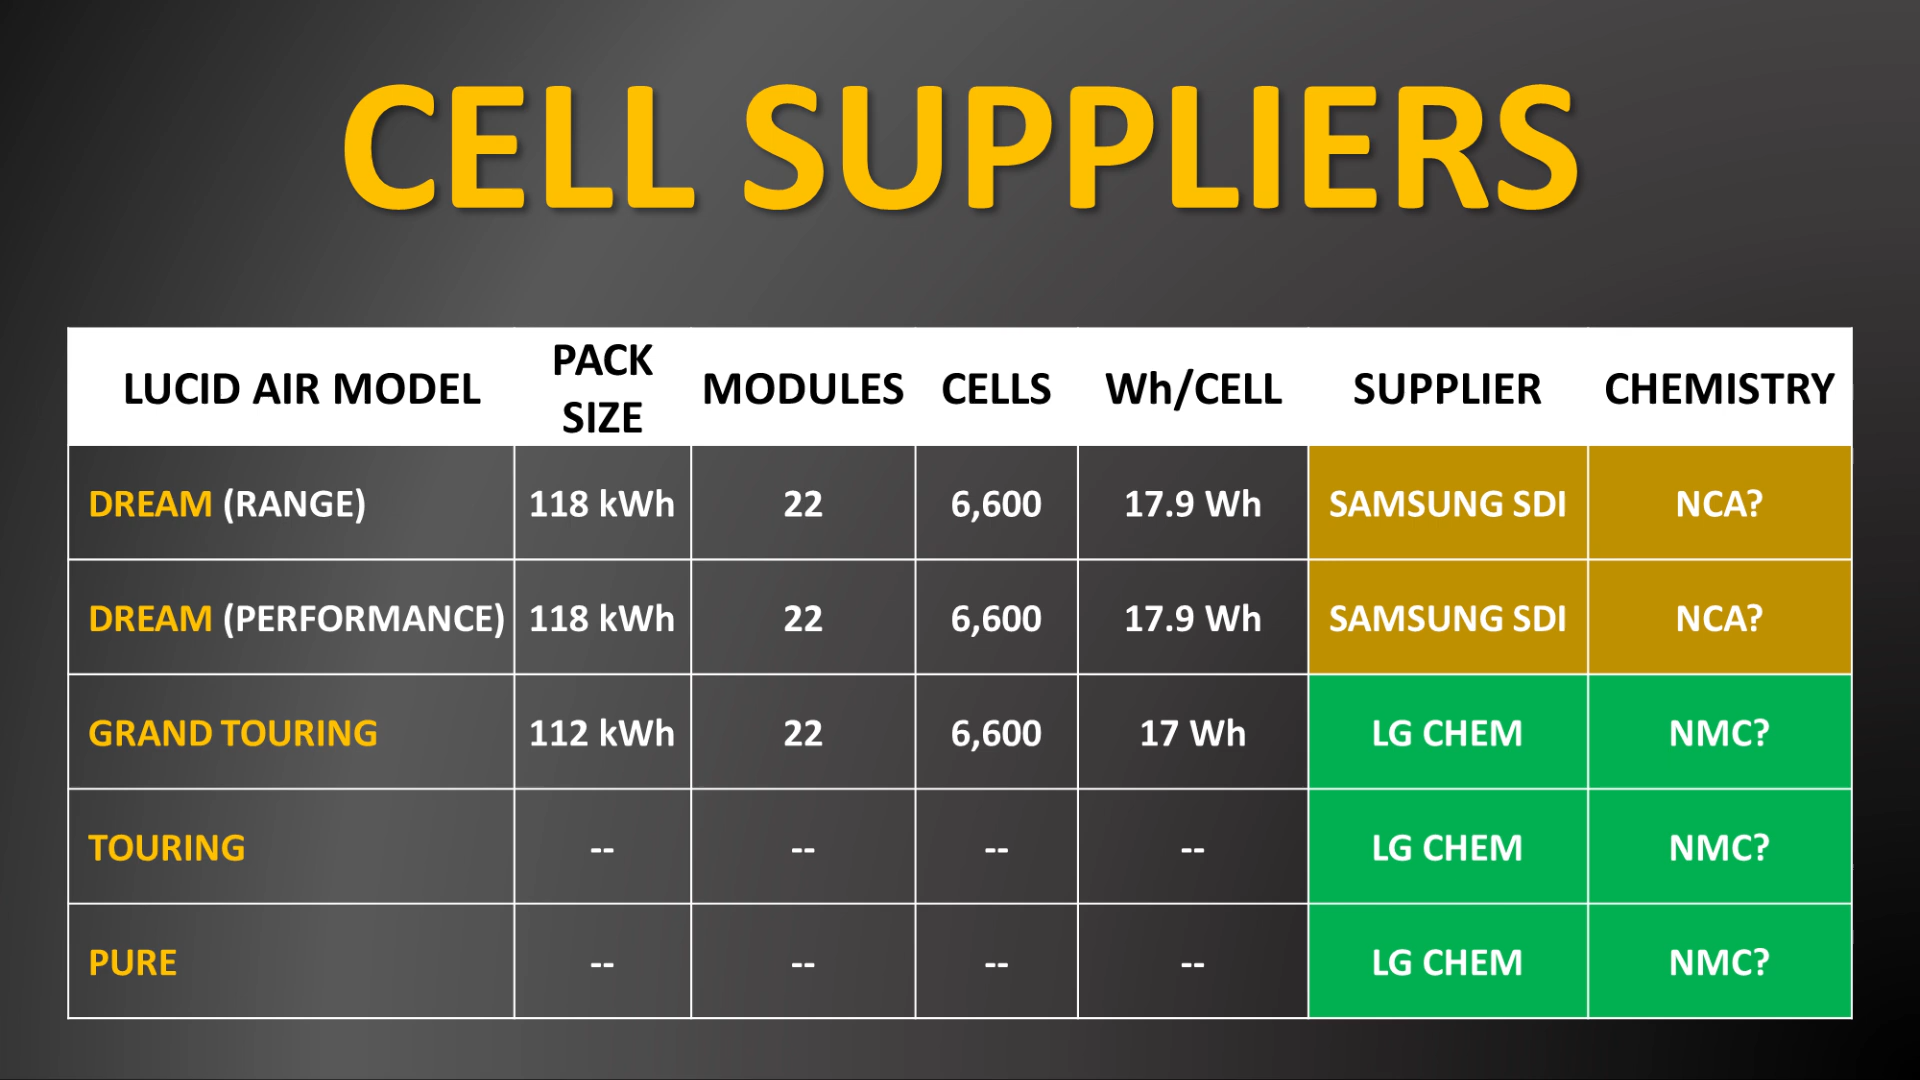 CELL SUPPLIERS
LUCID AIR MODEL PACK SIZE MODULES CELLS Wh/CELL SUPPLIER CHEMISTRY
DREAM (RANGE) 118 kWh 22 6,600 17.9 Wh SAMSUNG SDI NCA?
DREAM (PERFORMANCE) 118 kWh 22 6,600 17.9 Wh SAMSUNG SDI NCA?
GRAND TOURING 112 kWh 22 6,600 17 Wh LG CHEM NMC?
TOURING -- -- -- -- LG CHEM NMC?
PURE -- -- -- -- LG CHEM NMC?